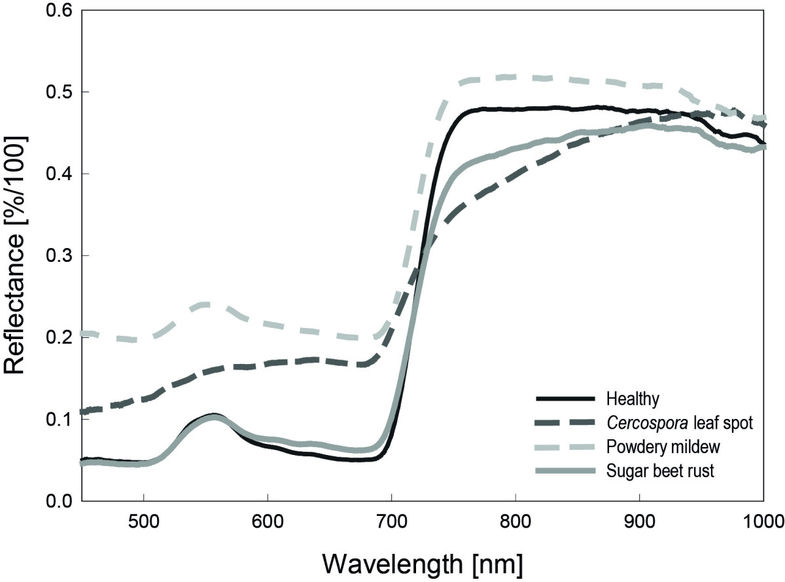 Reflectance [%/100]
0.6
0.5
0.4
0.3
0.2
0.1
0.0
Healthy
Cercospora leaf spot
Powdery mildew
Sugar beet rust
500 600 700 800 900 1000
Wavelength [nm]